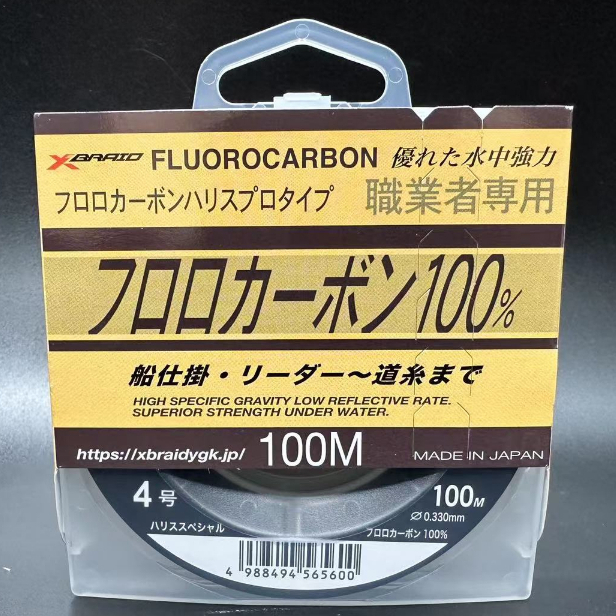 X-BRAID FLUOROCARBON 優れた水中強力
フロロカーボンハリスプロタイプ 職業者専用
フロロカーボン100%
船仕掛・リーダー～道糸まで
HIGH SPECIFIC GRAVITY LOW REFLECTIVE RATE.
SUPERIOR STRENGTH UNDER WATER.
https://xbraidygk.jp/ 100M MADE IN JAPAN
4号 100M
⌀0.330mm
ハリススペシャル フロロカーボン100%
4 988494 565600